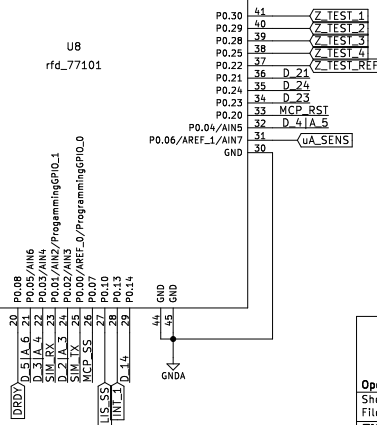 P0.30 41 Z_TEST_1
P0.29 40 Z_TEST_2
P0.28 39 Z_TEST_3
P0.25 38 Z_TEST_4
P0.22 37 Z_TEST_REF
P0.21 36 D_21
P0.24 35 D_24
P0.23 34 D_23
P0.20 33 MCP_RST
P0.04/AIN5 32 D_4|A_5
P0.06/AREF_1/AIN7 31 uA_SENS
GND 30
U8
rfd_77101
P0.08 20 DRDY
P0.05/AIN6 21 D_5|A_6
P0.03/AIN4 22 D_3|A_4
P0.01/AIN2/ProgammingGPIO_1 23 SIM_RX
P0.02/AIN3 24 D_2|A_3
P0.00/AREF_0/ProgrammingGPIO_0 25 SIM_TX
P0.07 26 MCP_SS
P0.10 27 LIS_SS
P0.13 28 INT_1
P0.14 29 D_14
GND 44
GND 45
GNDA
Ope
She
File